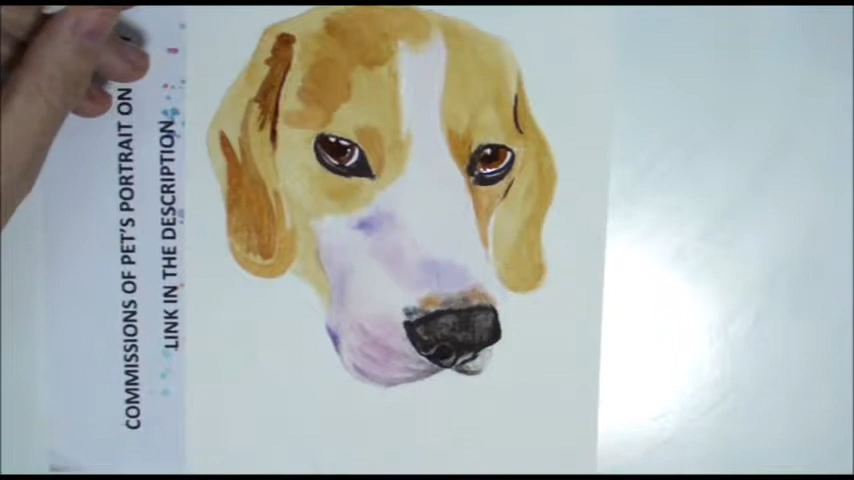 COMMISSIONS OF PET'S PORTRAIT ON
LINK IN THE DESCRIPTION